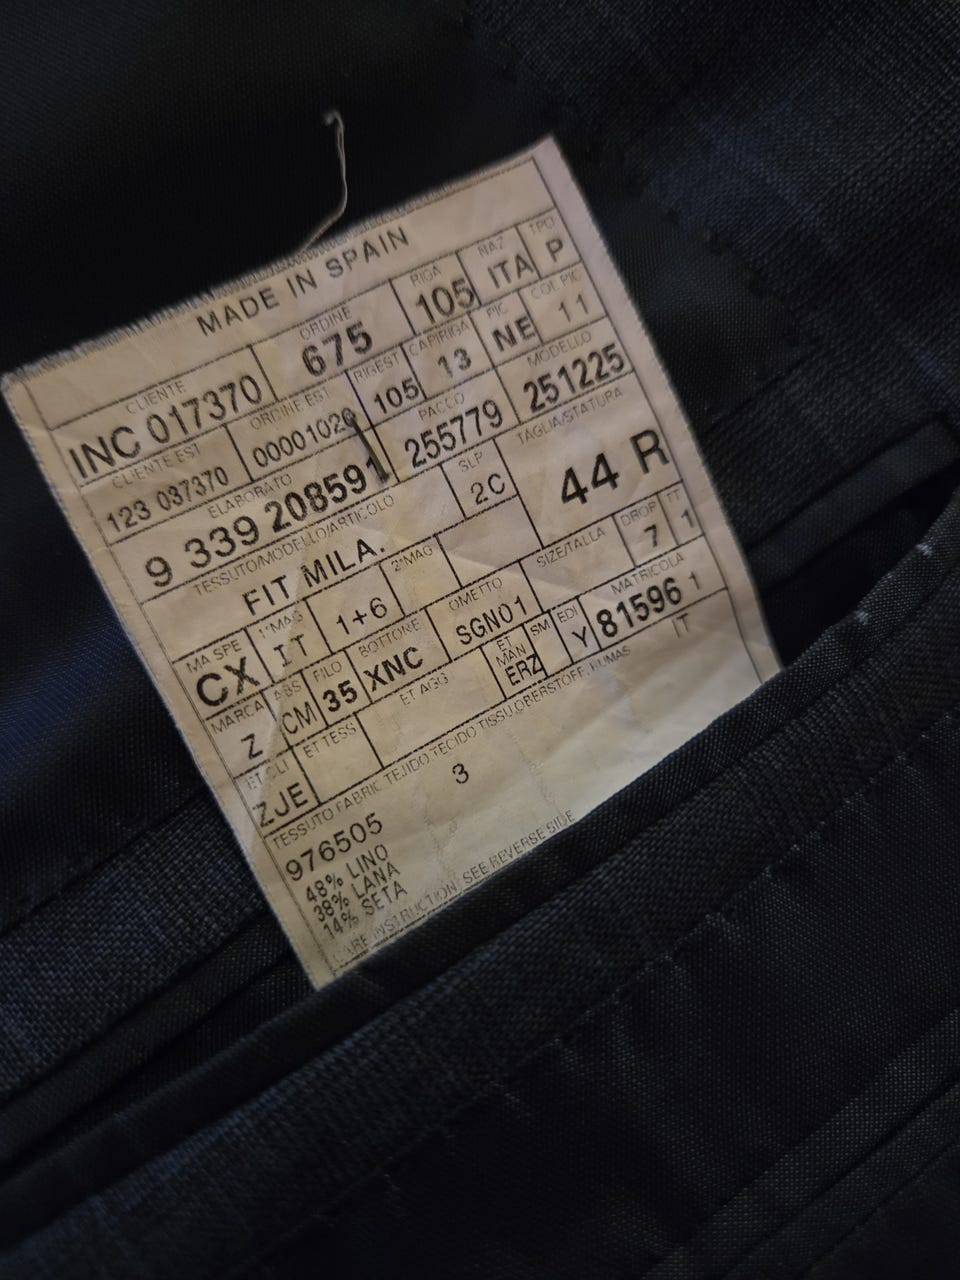 MADE IN SPAIN
CLIENTE ORDINE RIGA NAZ TPO
INC 017370 675 105 ITA P
CLIENTE EST ORDINE EST RIGEST CAPIRIGA PIC COL PIC
123 037370 00001020 105 13 NE 11
ELABORATO PACCO MODELLO
9 339 208591 255779 251225
TESSUTO/MODELLO/ARTICOLO SLP TAGLIA/STATURA
FIT MILA. 2C 44 R
MA SPE 1°MAG 2°MAG SIZE/TALLA DROP TT
CX IT 1+6 7 1
MARCA ABS FILO BOTTONE OMETTO ET MAN SM EDI MATRICOLA
Z CM 35 XNC SGN01 ERZ Y 81596 1
ET CLI ET TESS ET AGG IT
ZJE
TESSUTO FABRIC TEJIDO TECIDO TISSU OBERSTOFF KUMAS
976505 3
48% LINO
38% LANA
14% SETA
CARE INSTRUCTION SEE REVERSE SIDE